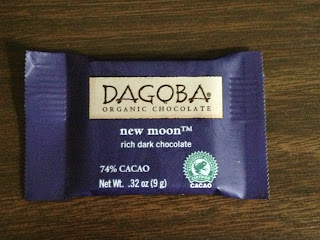 DAGOBA®
ORGANIC CHOCOLATE
new moon™
rich dark chocolate
74% CACAO
Net Wt. .32 oz (9 g)
CACAO